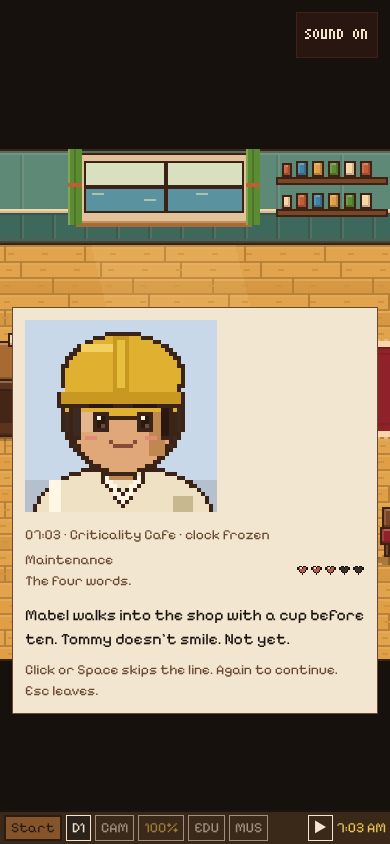 SOUND ON
07:03 · Criticality Cafe · clock frozen
Maintenance
The four words.
Mabel walks into the shop with a cup before
ten. Tommy doesn't smile. Not yet.
Click or Space skips the line. Again to continue.
Esc leaves.
Start D1 CAM 100% EDU MUS 7:03 AM